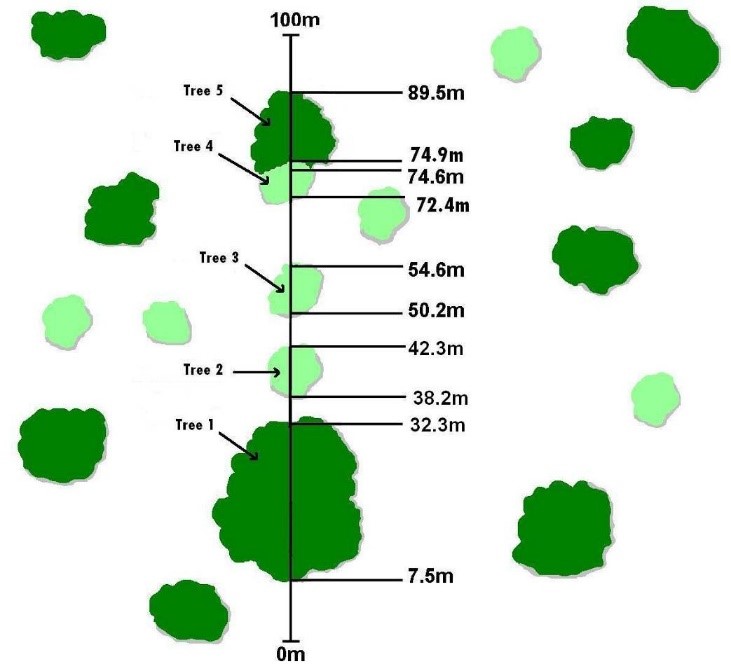 100m
Tree 5
89.5m
Tree 4
74.9m
74.6m
72.4m
Tree 3
54.6m
50.2m
42.3m
Tree 2
38.2m
32.3m
Tree 1
7.5m
0m